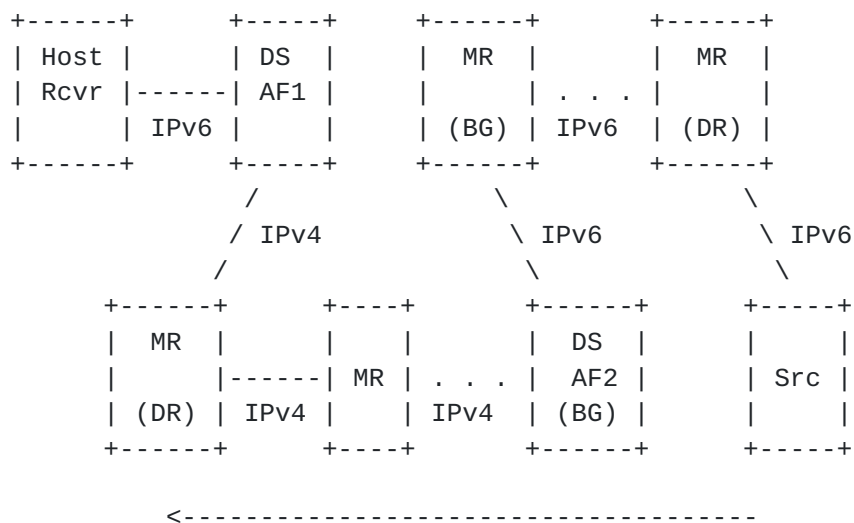 +------+      +-----+      +------+       +------+
| Host |      | DS  |      |  MR  |       |  MR  |
| Rcvr |------| AF1 |      |      | . . . |      |
|      | IPv6 |     |      | (BG) | IPv6  | (DR) |
+------+      +-----+      +------+       +------+
               /                \                \
              / IPv4             \ IPv6           \ IPv6
             /                    \                \
      +------+      +----+       +------+      +-----+
      |  MR  |      |    |       |  DS  |      |     |
      |      |------| MR | . . . |  AF2 |      | Src |
      | (DR) | IPv4 |    | IPv4  | (BG) |      |     |
      +------+      +----+       +------+      +-----+
          <-------------------------------------